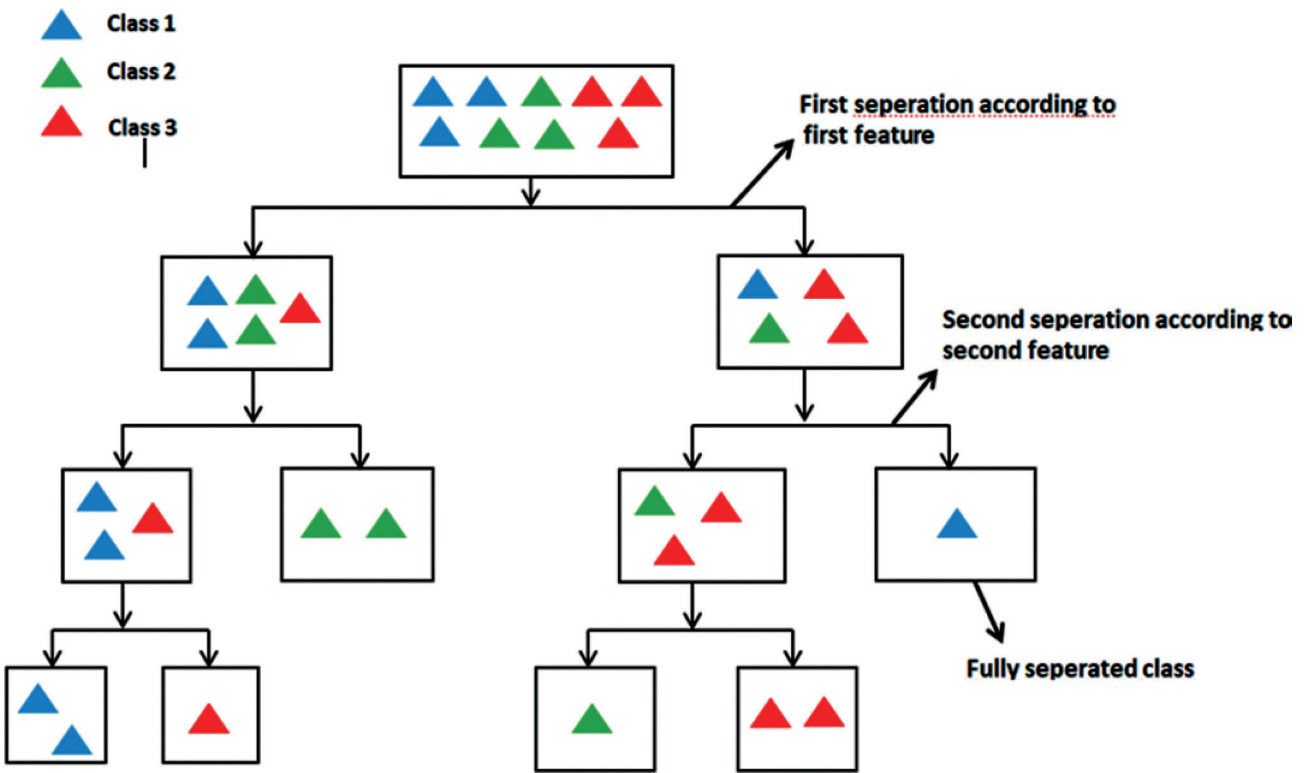 Class 1
Class 2
Class 3
First seperation according to
first feature
Second seperation according to
second feature
Fully seperated class